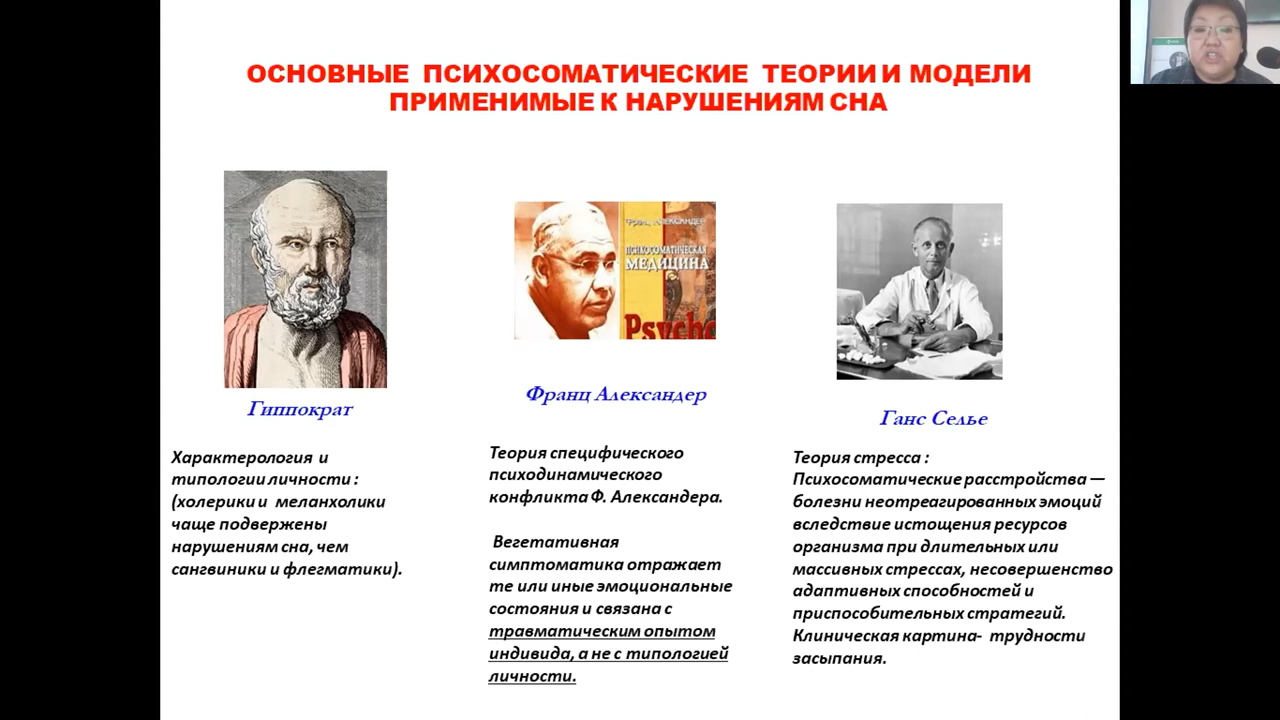 ОСНОВНЫЕ ПСИХОСОМАТИЧЕСКИЕ ТЕОРИИ И МОДЕЛИ
ПРИМЕНИМЫЕ К НАРУШЕНИЯМ СНА
Гиппократ
Характерология и
типологии личности :
(холерики и меланхолики
чаще подвержены
нарушениям сна, чем
сангвиники и флегматики).
ФРАНЦ АЛЕКСАНДЕР
ПСИХОСОМАТИЧЕСКАЯ
МЕДИЦИНА
Psycho
Франц Александер
Теория специфического
психодинамического
конфликта Ф. Александера.
Вегетативная
симптоматика отражает
те или иные эмоциональные
состояния и связана с
травматическим опытом
индивида, а не с типологией
личности.
Ганс Селье
Теория стресса :
Психосоматические расстройства —
болезни неотреагированных эмоций
вследствие истощения ресурсов
организма при длительных или
массивных стрессах, несовершенство
адаптивных способностей и
приспособительных стратегий.
Клиническая картина- трудности
засыпания.